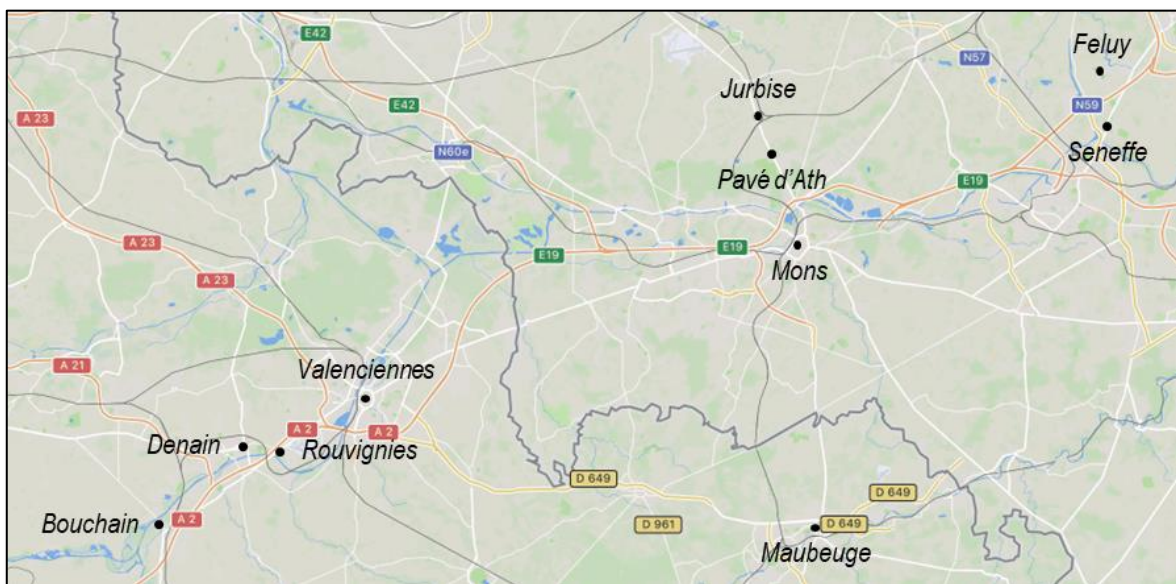 E42
Feluy
N57
E42
Jurbise
N59
A 23
N60e
Seneffe
Pavé d'Ath
E19
A 23
E19
E19
Mons
A 23
A 21
Valenciennes
A 2
A 2
Denain
Rouvignies
D 649
D 649
Bouchain
A 2
D 961
D 649
Maubeuge